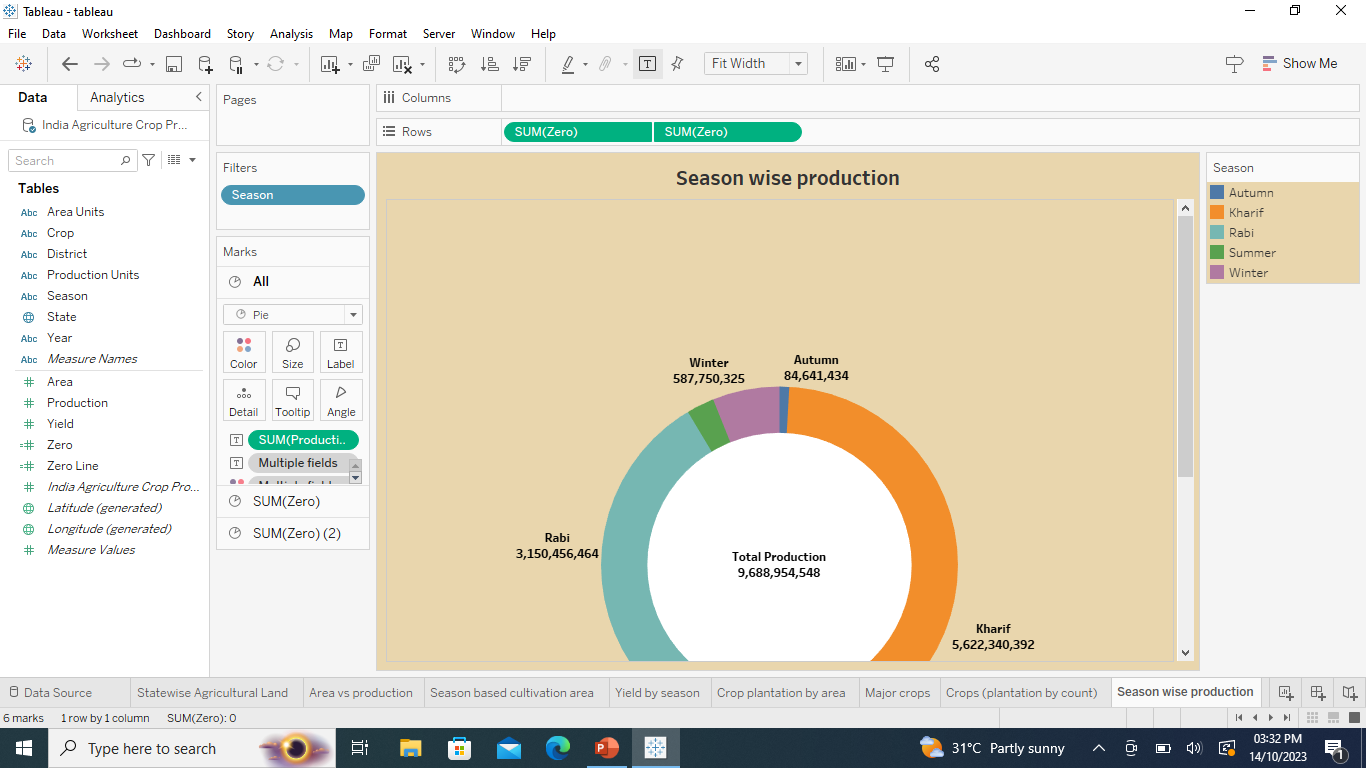 Tableau - tableau
File Data Worksheet Dashboard Story Analysis Map Format Server Window Help
Fit Width
Show Me
Data Analytics
India Agriculture Crop Pr...
Search
Tables
Abc Area Units
Abc Crop
Abc District
Abc Production Units
Abc Season
State
Abc Year
Abc Measure Names
# Area
# Production
# Yield
=# Zero
=# Zero Line
# India Agriculture Crop Pro...
Latitude (generated)
Longitude (generated)
# Measure Values
Pages
Filters
Season
Marks
All
Pie
Color Size Label
Detail Tooltip Angle
T SUM(Producti..
T Multiple fields
SUM(Zero)
SUM(Zero) (2)
Columns
Rows SUM(Zero) SUM(Zero)
Season wise production
Winter
587,750,325
Autumn
84,641,434
Rabi
3,150,456,464
Total Production
9,688,954,548
Kharif
5,622,340,392
Season
Autumn
Kharif
Rabi
Summer
Winter
Data Source Statewise Agricultural Land Area vs production Season based cultivation area Yield by season Crop plantation by area Major crops Crops (plantation by count) Season wise production
6 marks 1 row by 1 column SUM(Zero): 0
Type here to search
31°C Partly sunny
03:32 PM
14/10/2023
1